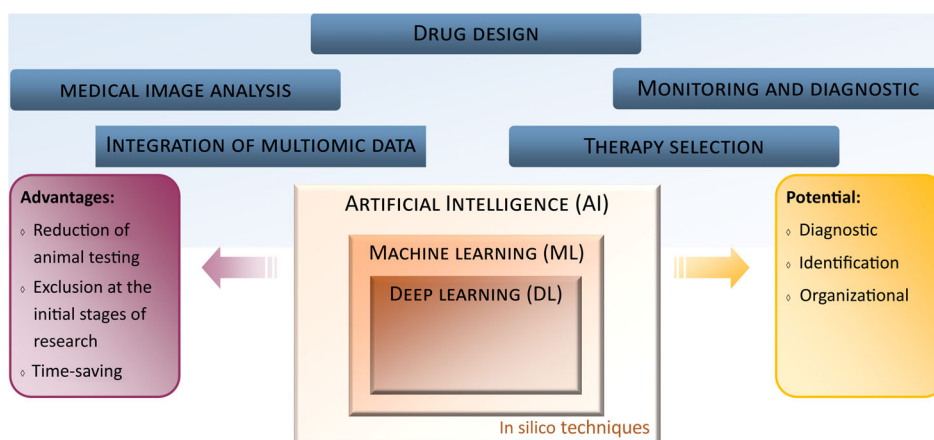 DRUG DESIGN
MEDICAL IMAGE ANALYSIS
MONITORING AND DIAGNOSTIC
INTEGRATION OF MULTIOMIC DATA
THERAPY SELECTION
Advantages:
◊ Reduction of
animal testing
◊ Exclusion at the
initial stages of
research
◊ Time-saving
ARTIFICIAL INTELLIGENCE (AI)
MACHINE LEARNING (ML)
DEEP LEARNING (DL)
In silico techniques
Potential:
◊ Diagnostic
◊ Identification
◊ Organizational